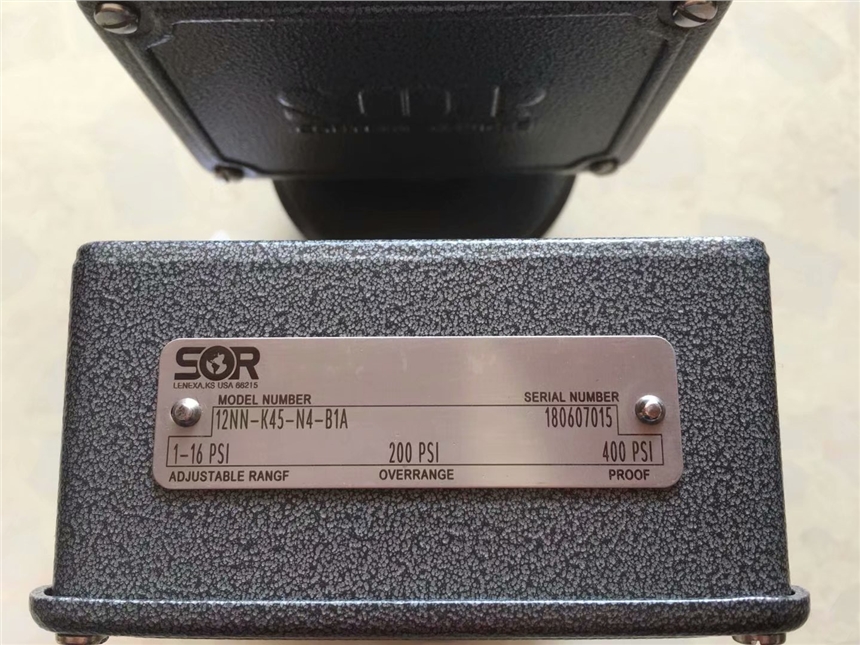 SOR
LENEXA, KS USA 66215
MODEL NUMBER SERIAL NUMBER
12NN-K45-N4-B1A 180607015
1-16 PSI 200 PSI 400 PSI
ADJUSTABLE RANGF OVERRANGE PROOF